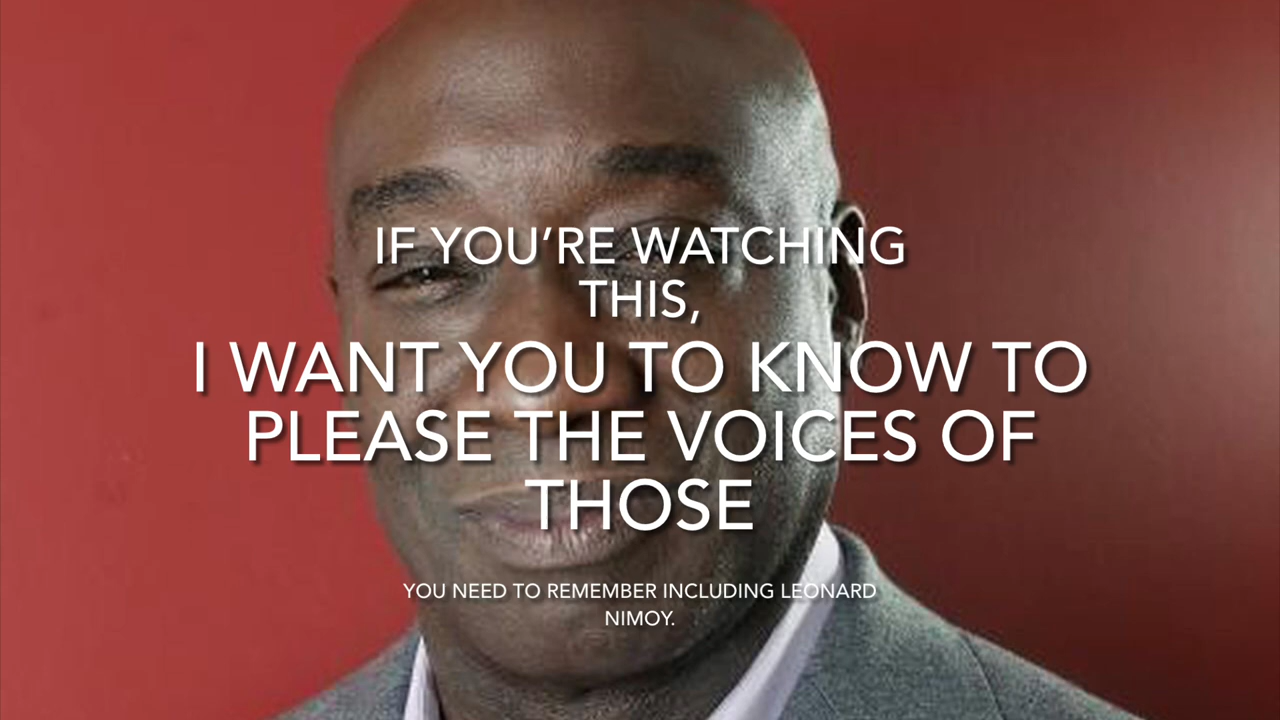 IF YOU’RE WATCHING
THIS,
I WANT YOU TO KNOW TO
PLEASE THE VOICES OF
THOSE
YOU NEED TO REMEMBER INCLUDING LEONARD
NIMOY.